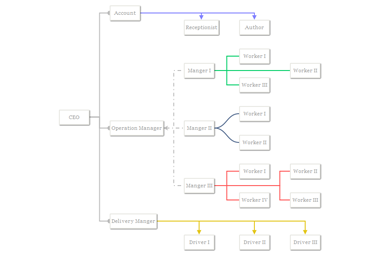 Account
Receptionist
Author
Worker I
Manger I
Worker II
Worker III
Worker I
CEO
Operation Manager
Manger II
Worker II
Worker I
Worker II
Manger III
Worker IV
Worker III
Delivary Manger
Driver I
Driver II
Driver III